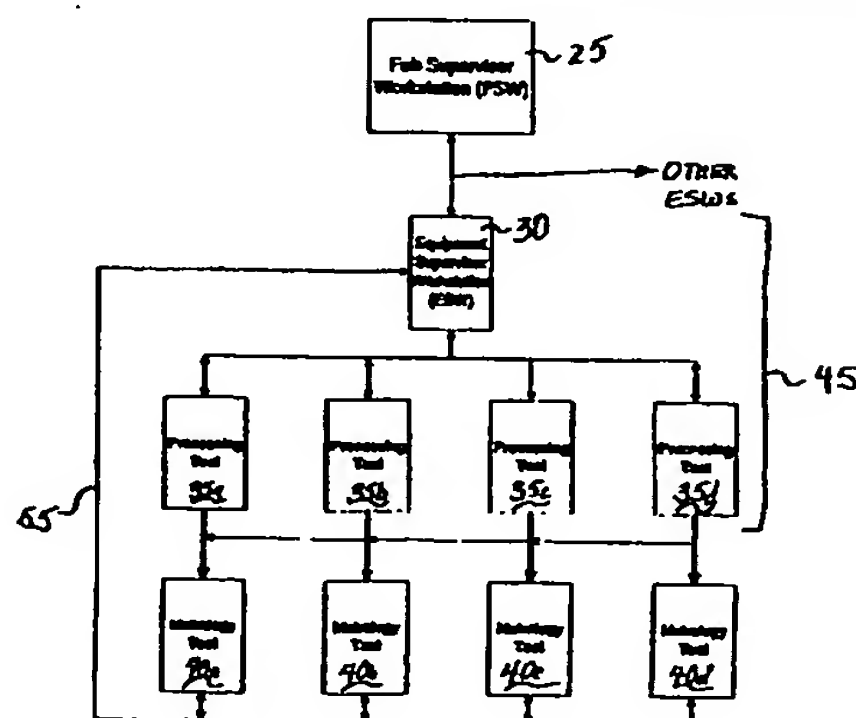 Fab Supervisor
Workstation (FSW)
25
OTHER
ESWs
30
Equipment
Supervisor
Workstation
(ESW)
45
Processing
Tool
35a
Processing
Tool
35b
Processing
Tool
35c
Processing
Tool
35d
55
Metrology
Tool
40a
Metrology
Tool
40b
Metrology
Tool
40c
Metrology
Tool
40d